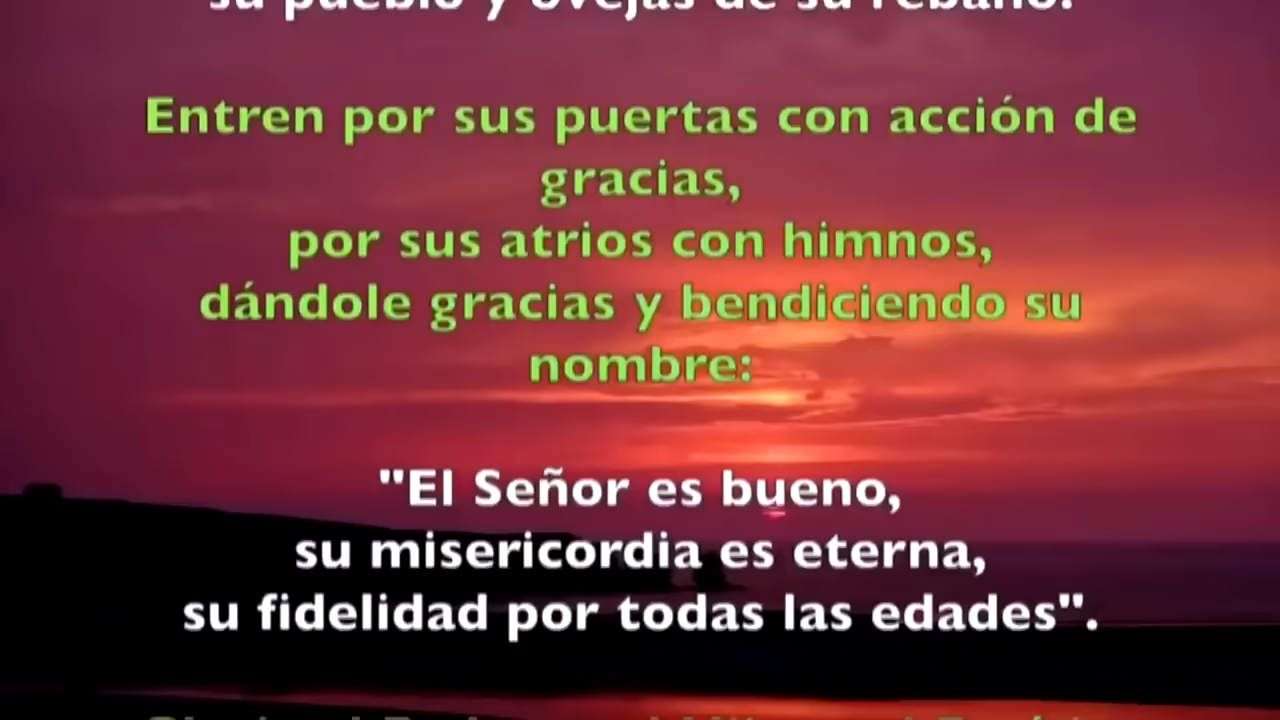 su pueblo y ovejas de su rebaño.
Entren por sus puertas con acción de
gracias,
por sus atrios con himnos,
dándole gracias y bendiciendo su
nombre:
"El Señor es bueno,
su misericordia es eterna,
su fidelidad por todas las edades".